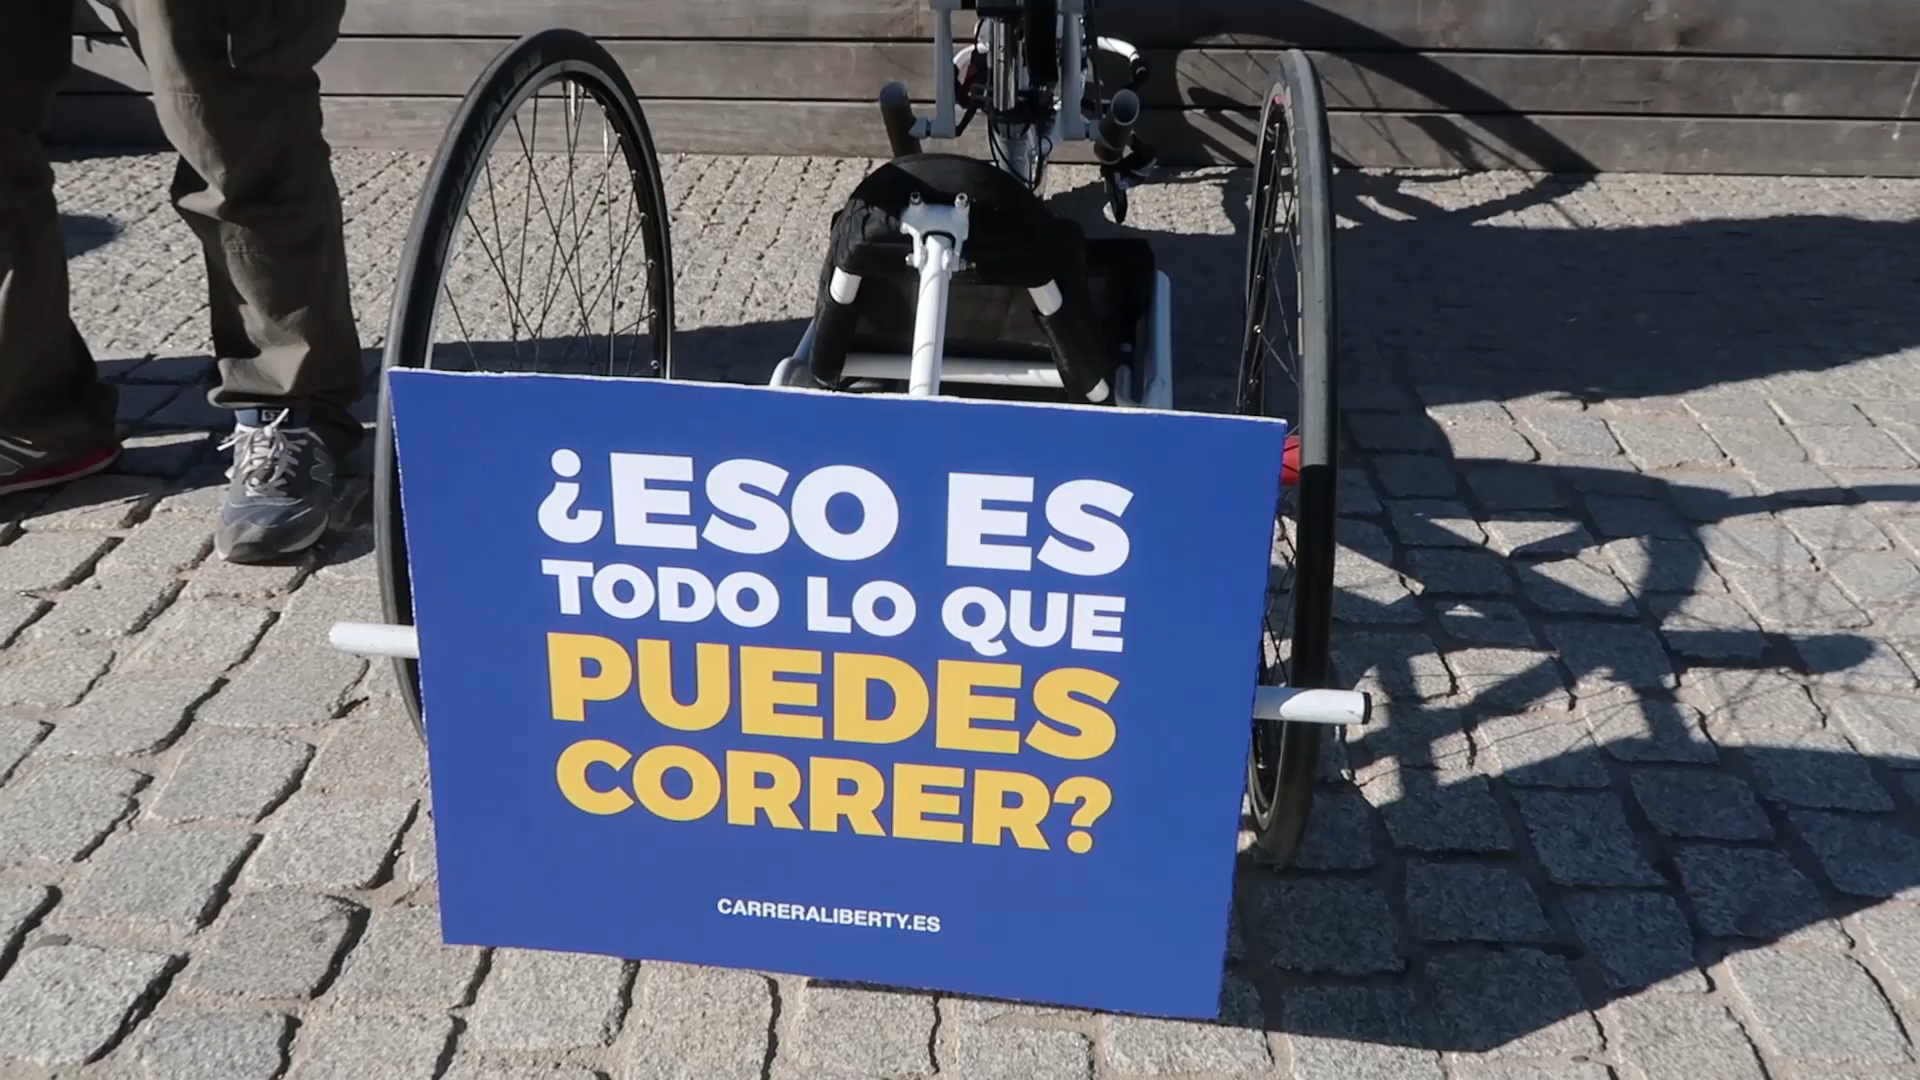 ¿ESO ES
TODO LO QUE
PUEDES
CORRER?
CARRERALIBERTY.ES